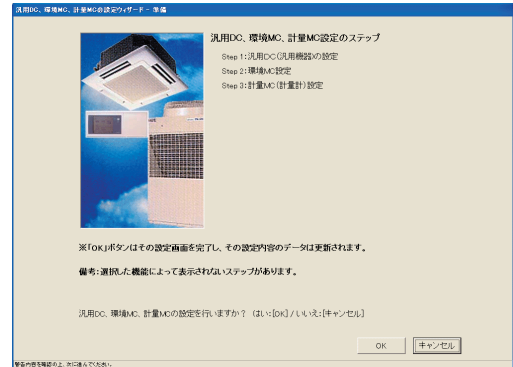 汎用DC、環境MC、計量MCの設定ウィザード - 準備
汎用DC、環境MC、計量MC設定のステップ
Step 1:汎用DC(汎用機器)の設定
Step 2:環境MC設定
Step 3:計量MC(計量計)設定
※「OK」ボタンはその設定画面を完了し、その設定内容のデータは更新されます。
備考:選択した機能によって表示されないステップがあります。
汎用DC、環境MC、計量MCの設定を行いますか？ (はい:[OK] / いいえ:[キャンセル]
OK
キャンセル
警告内容を確認の上、次に進んでください。